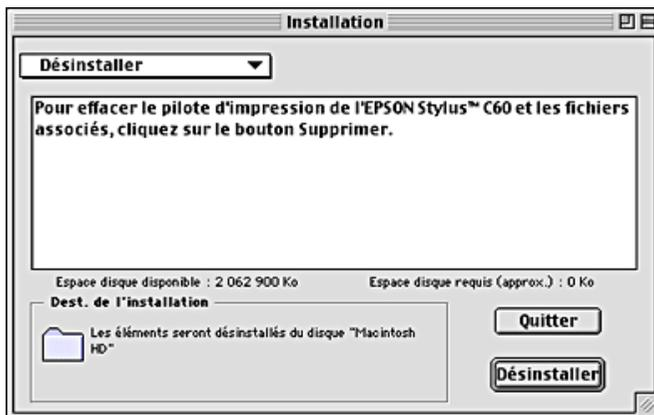 Installation
Désinstaller
Pour effacer le pilote d'impression de l'EPSON Stylus™ C60 et les fichiers
associés, cliquez sur le bouton Supprimer.
Espace disque disponible : 2 062 900 Ko
Espace disque requis (approx.) : 0 Ko
Dest. de l'installation
Les éléments seront désinstallés du disque "Macintosh
HD"
Quitter
Désinstaller